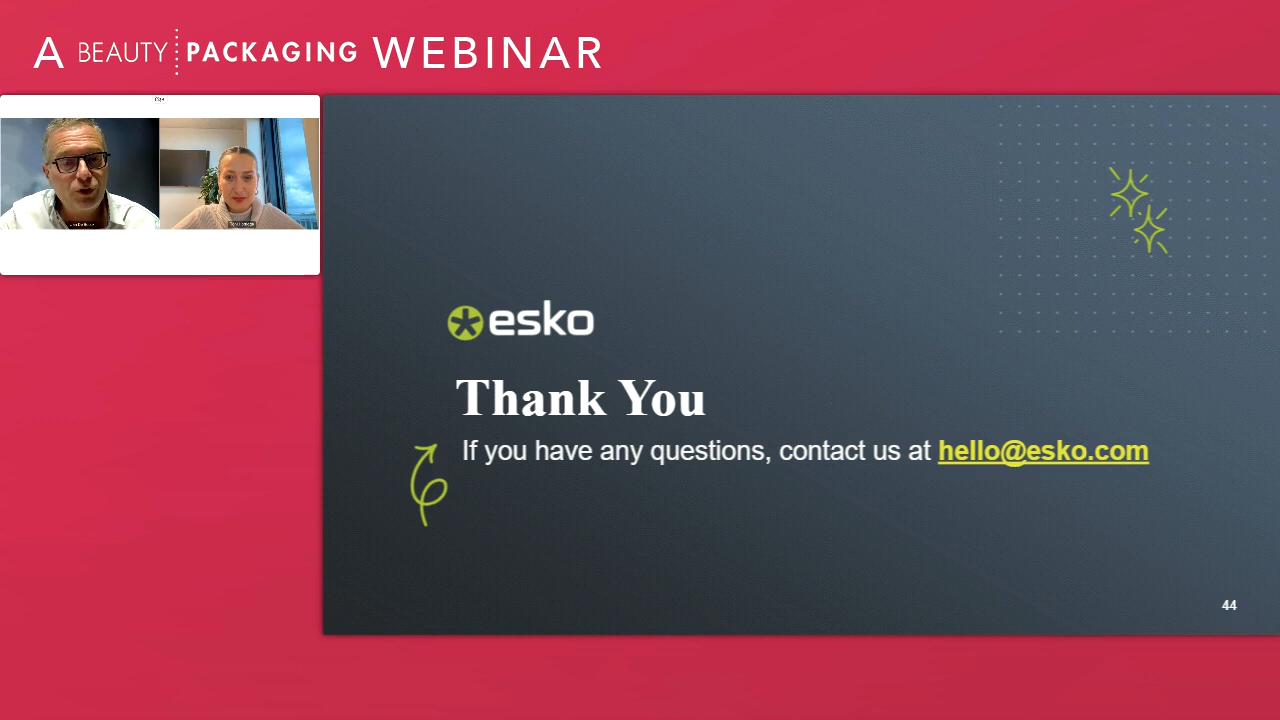 A BEAUTY PACKAGING WEBINAR
esko
Thank You
If you have any questions, contact us at hello@esko.com
44